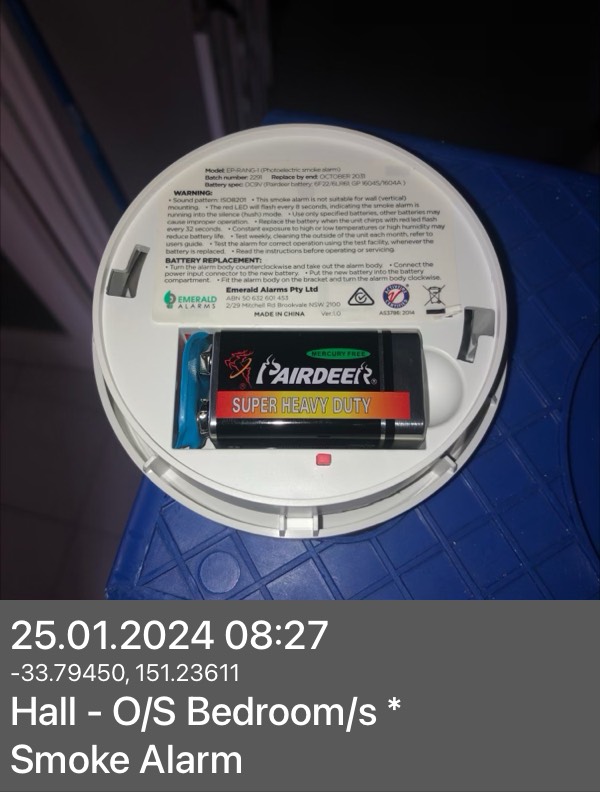 Model: EIP-RANG-1 (Photoelectric smoke alarm)
Batch number: 2291 Replace by end: OCTOBER 2031
Battery spec: DC9V (Pairdeer battery: 6F22/6LR61; GP 1604S/1604A )
WARNING:
• Sound pattern: ISO8201 • This smoke alarm is not suitable for wall (vertical)
mounting. • The red LED will flash every 8 seconds, indicating the smoke alarm is
running into the silence (hush) mode. • Use only specified batteries, other batteries may
cause improper operation. • Replace the battery when the unit chirps with red led flash
every 32 seconds • Constant exposure to high or low temperatures or high humidity may
reduce battery life. • Test weekly, cleaning the outside of the unit each month, refer to
users guide. • Test the alarm for correct operation using the test facility, whenever the
battery is replaced. • Read the instructions before operating or servicing.
BATTERY REPLACEMENT:
• Turn the alarm body counterclockwise and take out the alarm body. • Connect the
power input connector to the new battery • Put the new battery into the battery
compartment. • Fit the alarm body on the bracket and turn the alarm body clockwise.
EMERALD
ALARMS
Emerald Alarms Pty Ltd
ABN 50 632 601 453
2/29 Mitchell Rd Brookvale NSW 2100
MADE IN CHINA Ver:1.0
AS3786: 2014
MERCURY FREE
PAIRDEER®
SUPER HEAVY DUTY
25.01.2024 08:27
-33.79450, 151.23611
Hall - O/S Bedroom/s *
Smoke Alarm